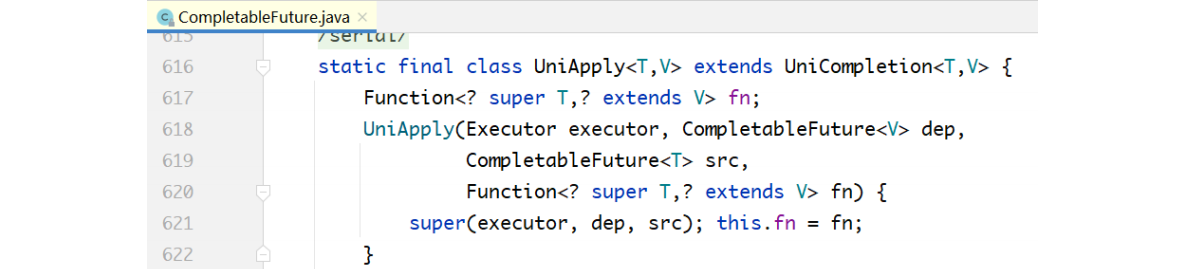 CompletableFuture.java
615 /serial/
616 static final class UniApply<T,V> extends UniCompletion<T,V> {
617 Function<? super T,? extends V> fn;
618 UniApply(Executor executor, CompletableFuture<V> dep,
619 CompletableFuture<T> src,
620 Function<? super T,? extends V> fn) {
621 super(executor, dep, src); this.fn = fn;
622 }